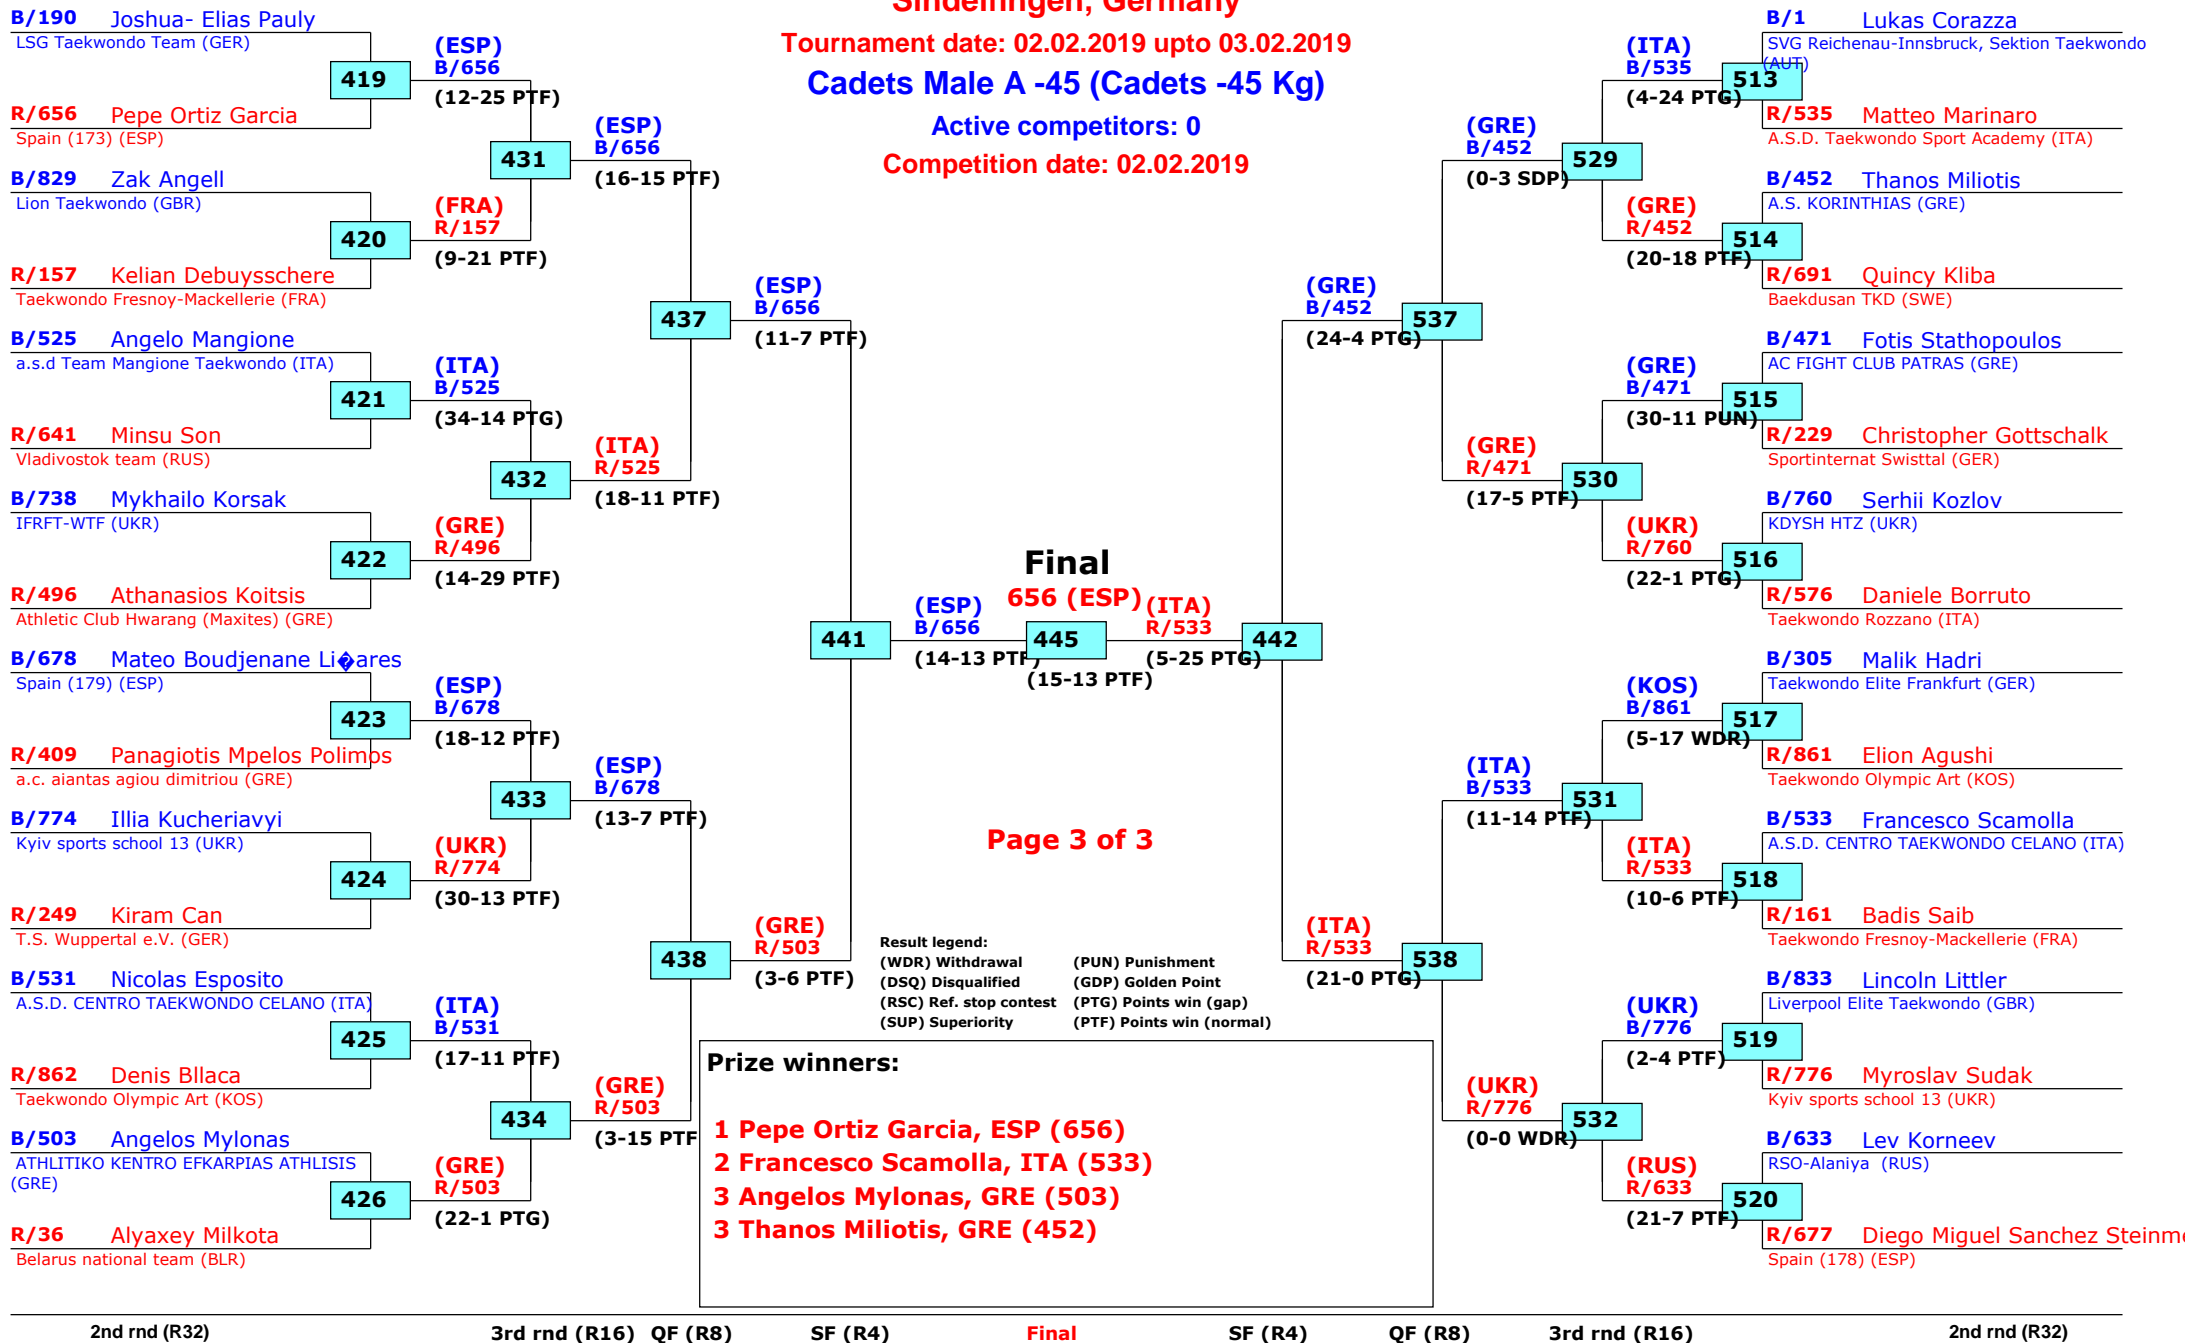 Sindelfingen, Germany
Tournament date: 02.02.2019 upto 03.02.2019
Cadets Male A -45 (Cadets -45 Kg)
Active competitors: 0
Competition date: 02.02.2019
B/190 Joshua- Elias Pauly
LSG Taekwondo Team (GER)
419
R/656 Pepe Ortiz Garcia
Spain (173) (ESP)
B/829 Zak Angell
Lion Taekwondo (GBR)
420
R/157 Kelian Debuysschere
Taekwondo Fresnoy-Mackellerie (FRA)
B/525 Angelo Mangione
a.s.d Team Mangione Taekwondo (ITA)
421
R/641 Minsu Son
Vladivostok team (RUS)
B/738 Mykhailo Korsak
IFRFT-WTF (UKR)
422
R/496 Athanasios Koitsis
Athletic Club Hwarang (Maxites) (GRE)
B/678 Mateo Boudjenane Li�ares
Spain (179) (ESP)
423
R/409 Panagiotis Mpelos Polimos
a.c. aiantas agiou dimitriou (GRE)
B/774 Illia Kucheriavyi
Kyiv sports school 13 (UKR)
424
R/249 Kiram Can
T.S. Wuppertal e.V. (GER)
B/531 Nicolas Esposito
A.S.D. CENTRO TAEKWONDO CELANO (ITA)
425
R/862 Denis Bllaca
Taekwondo Olympic Art (KOS)
B/503 Angelos Mylonas
ATHLITIKO KENTRO EFKARPIAS ATHLISIS
(GRE)
426
R/36 Alyaxey Milkota
Belarus national team (BLR)
(ESP)
B/656
(12-25 PTF)
431
(FRA)
R/157
(9-21 PTF)
(ITA)
B/525
(34-14 PTG)
432
(GRE)
R/496
(14-29 PTF)
(ESP)
B/678
(18-12 PTF)
433
(UKR)
R/774
(30-13 PTF)
(ITA)
B/531
(17-11 PTF)
434
(GRE)
R/503
(22-1 PTG)
(ESP)
B/656
(16-15 PTF)
437
(ITA)
R/525
(18-11 PTF)
(ESP)
B/678
(13-7 PTF)
438
(GRE)
R/503
(3-15 PTF
(ESP)
B/656
(11-7 PTF)
441
(GRE)
R/503
(3-6 PTF)
(ESP)
B/656
(14-13 PTF)
Final
656 (ESP)
445
(15-13 PTF)
(ITA)
R/533
(5-25 PTG)
442
(GRE)
B/452
(24-4 PTG)
537
(ITA)
R/533
(21-0 PTG)
538
(GRE)
B/452
(0-3 SDP)
529
(GRE)
R/471
(17-5 PTF)
530
(ITA)
B/533
(11-14 PTF)
531
(UKR)
R/776
(0-0 WDR)
532
(ITA)
B/535
(4-24 PTG)
(GRE)
R/452
(20-18 PTF)
(GRE)
B/471
(30-11 PUN)
(UKR)
R/760
(22-1 PTG)
(KOS)
B/861
(5-17 WDR)
(ITA)
R/533
(10-6 PTF)
(UKR)
B/776
(2-4 PTF)
(RUS)
R/633
(21-7 PTF)
B/1 Lukas Corazza
SVG Reichenau-Innsbruck, Sektion Taekwondo
(AUT)
513
R/535 Matteo Marinaro
A.S.D. Taekwondo Sport Academy (ITA)
B/452 Thanos Miliotis
A.S. KORINTHIAS (GRE)
514
R/691 Quincy Kliba
Baekdusan TKD (SWE)
B/471 Fotis Stathopoulos
AC FIGHT CLUB PATRAS (GRE)
515
R/229 Christopher Gottschalk
Sportinternat Swisttal (GER)
B/760 Serhii Kozlov
KDYSH HTZ (UKR)
516
R/576 Daniele Borruto
Taekwondo Rozzano (ITA)
B/305 Malik Hadri
Taekwondo Elite Frankfurt (GER)
517
R/861 Elion Agushi
Taekwondo Olympic Art (KOS)
B/533 Francesco Scamolla
A.S.D. CENTRO TAEKWONDO CELANO (ITA)
518
R/161 Badis Saib
Taekwondo Fresnoy-Mackellerie (FRA)
B/833 Lincoln Littler
Liverpool Elite Taekwondo (GBR)
519
R/776 Myroslav Sudak
Kyiv sports school 13 (UKR)
B/633 Lev Korneev
RSO-Alaniya (RUS)
520
R/677 Diego Miguel Sanchez Steinm
Spain (178) (ESP)
Page 3 of 3
Result legend:
(WDR) Withdrawal (PUN) Punishment
(DSQ) Disqualified (GDP) Golden Point
(RSC) Ref. stop contest (PTG) Points win (gap)
(SUP) Superiority (PTF) Points win (normal)
Prize winners:
1 Pepe Ortiz Garcia, ESP (656)
2 Francesco Scamolla, ITA (533)
3 Angelos Mylonas, GRE (503)
3 Thanos Miliotis, GRE (452)
2nd rnd (R32) 3rd rnd (R16) QF (R8) SF (R4) Final SF (R4) QF (R8) 3rd rnd (R16) 2nd rnd (R32)